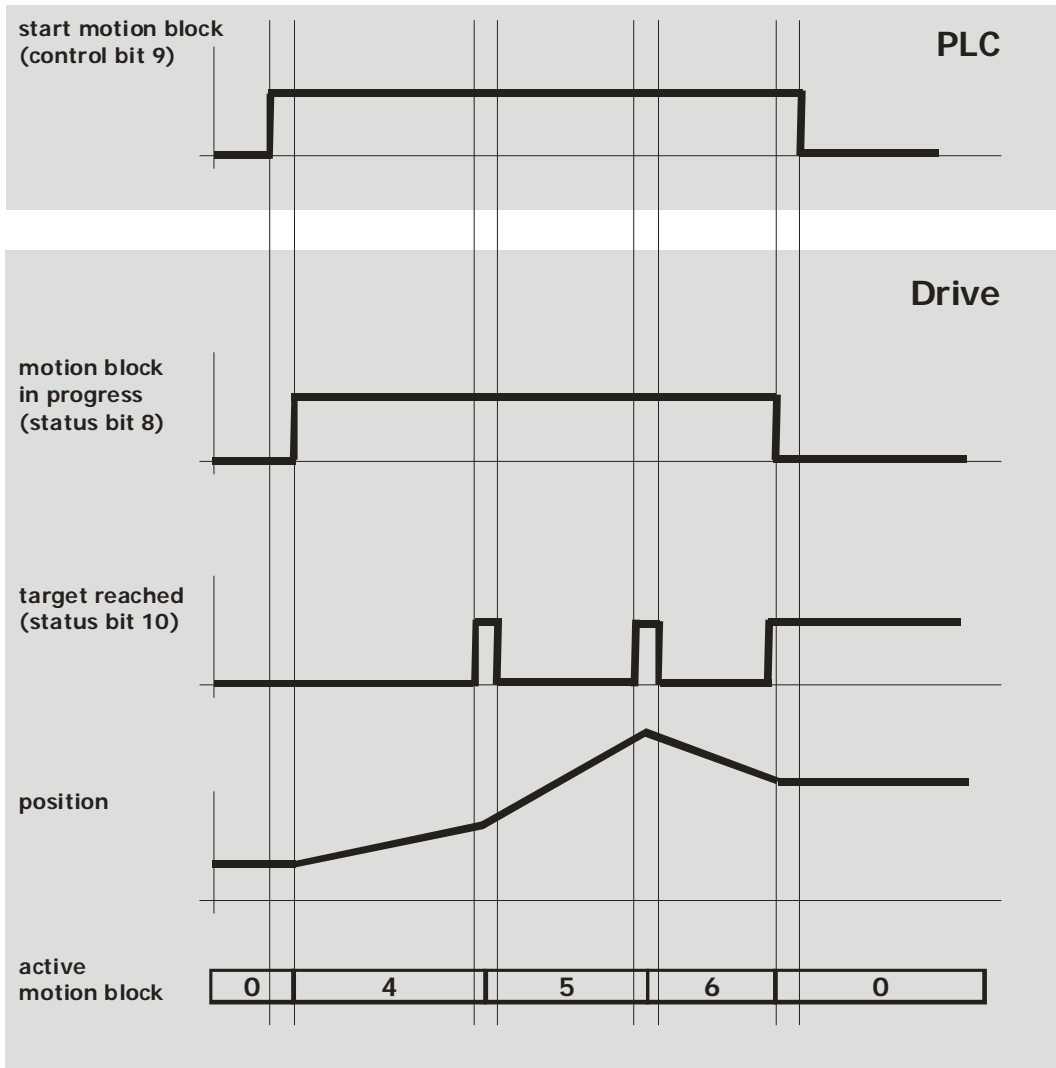 start motion block
(control bit 9)
PLC
Drive
motion block
in progress
(status bit 8)
target reached
(status bit 10)
position
active
motion block
0 4 5 6 0